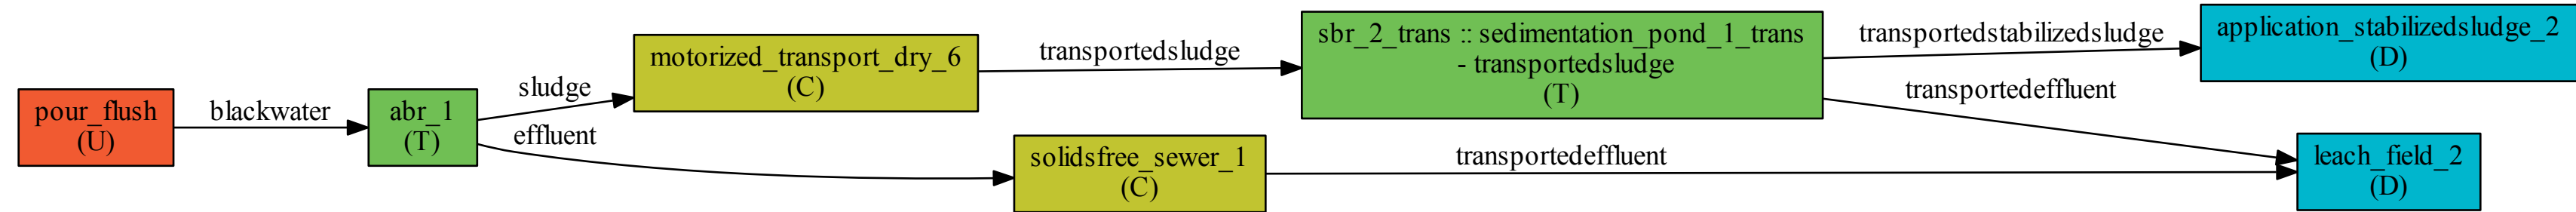 pour_flush
(U)
blackwater
abr_1
(T)
sludge
effluent
motorized_transport_dry_6
(C)
transportedsludge
solidsfree_sewer_1
(C)
transportedeffluent
sbr_2_trans :: sedimentation_pond_1_trans
- transportedsludge
(T)
transportedstabilizedsludge
transportedeffluent
application_stabilizedsludge_2
(D)
leach_field_2
(D)